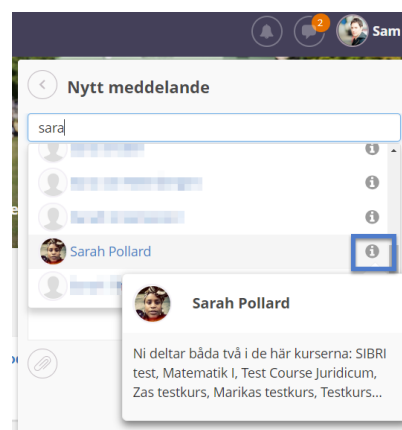 2
Sam
Nytt meddelande
sara
Sarah Pollard
Sarah Pollard
Ni deltar båda två i de här kurserna: SIBRI
test, Matematik I, Test Course Juridicum,
Zas testkurs, Marikas testkurs, Testkurs...